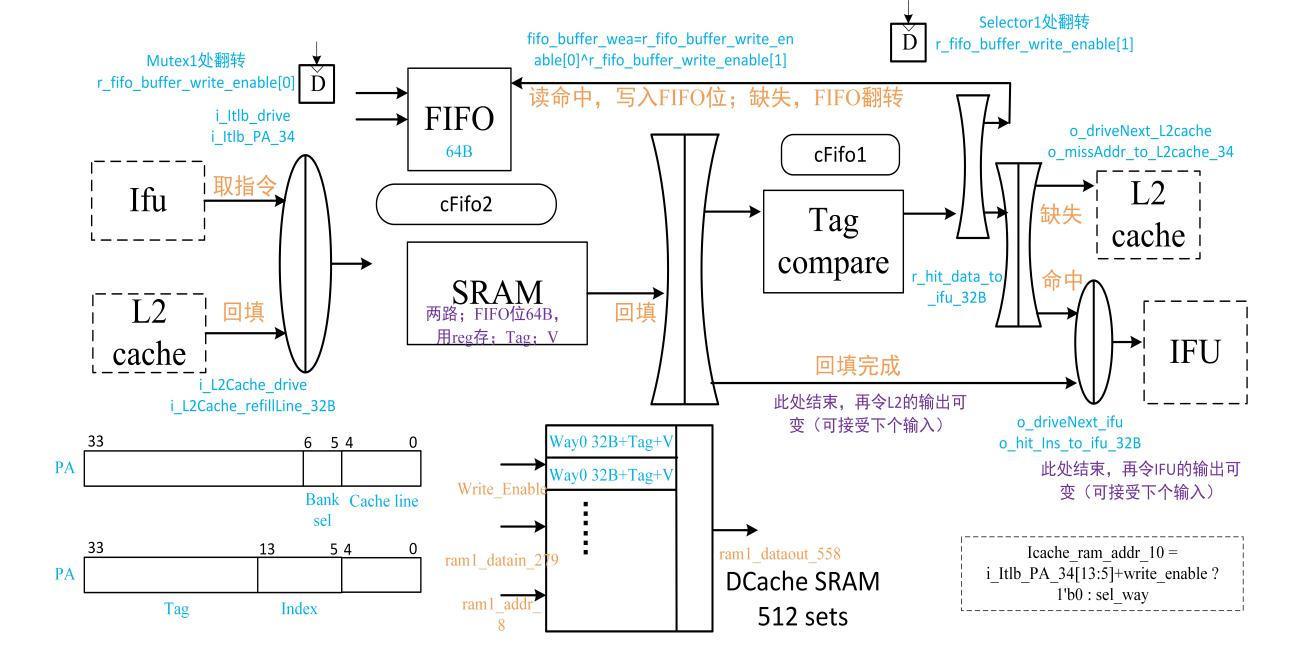 Selector1处翻转
r_fifo_buffer_write_enable[1]
D
fifo_buffer_wea=r_fifo_buffer_write_en
able[0]^r_fifo_buffer_write_enable[1]
Mutex1处翻转
r_fifo_buffer_write_enable[0]
D
读命中，写入FIFO位；缺失，FIFO翻转
FIFO
64B
i_Itlb_drive
i_Itlb_PA_34
cFifo1
o_driveNext_L2cache
o_missAddr_to_L2cache_34
Ifu
取指令
cFifo2
Tag
compare
缺失
L2
cache
r_hit_data_to
_ifu_32B
命中
L2
cache
回填
SRAM
两路；FIFO位64B，
用reg存；Tag；V
回填
IFU
回填完成
i_L2Cache_drive
i_L2Cache_refillLine_32B
此处结束，再令L2的输出可
变（可接受下个输入）
o_driveNext_ifu
o_hit_Ins_to_ifu_32B
此处结束，再令IFU的输出可
变（可接受下个输入）
33 6 5 4 0
PA
Bank
sel
Cache line
33 13 5 4 0
PA
Tag Index
Way0 32B+Tag+V
Way0 32B+Tag+V
Write_Enable
ram1_datain_279
ram1_addr_
8
ram1_dataout_558
DCache SRAM
512 sets
Icache_ram_addr_10 =
i_Itlb_PA_34[13:5]+write_enable ?
1'b0 : sel_way